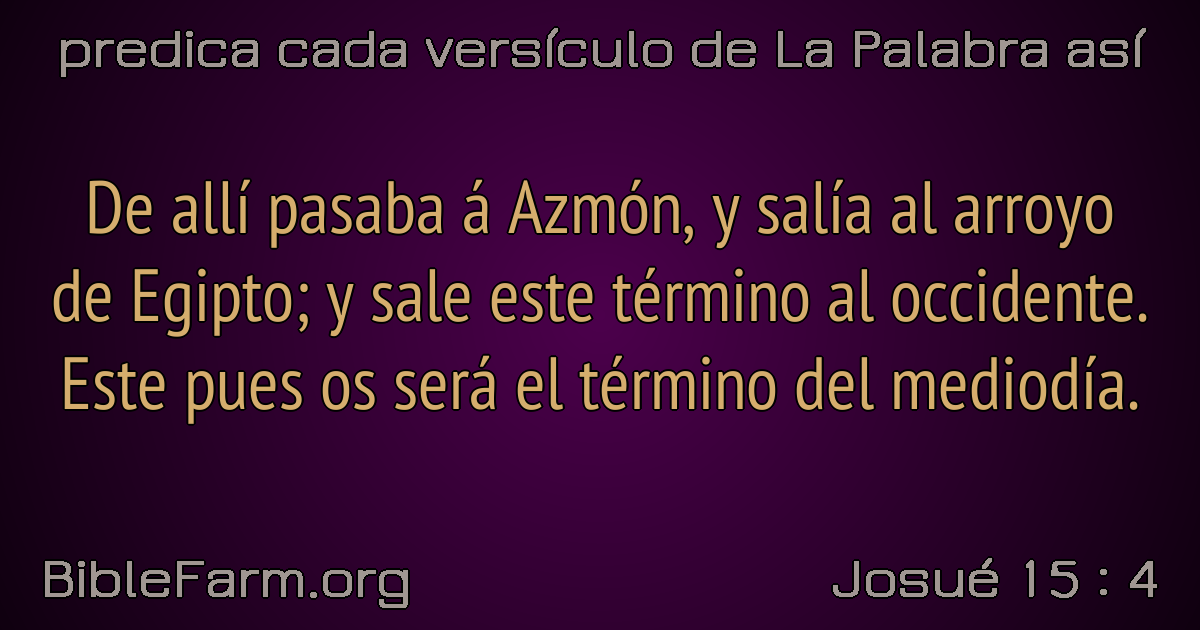 predica cada versículo de La Palabra así
De allí pasaba á Azmón, y salía al arroyo
de Egipto; y sale este término al occidente.
Este pues os será el término del mediodía.
BibleFarm.org
Josué 15 : 4